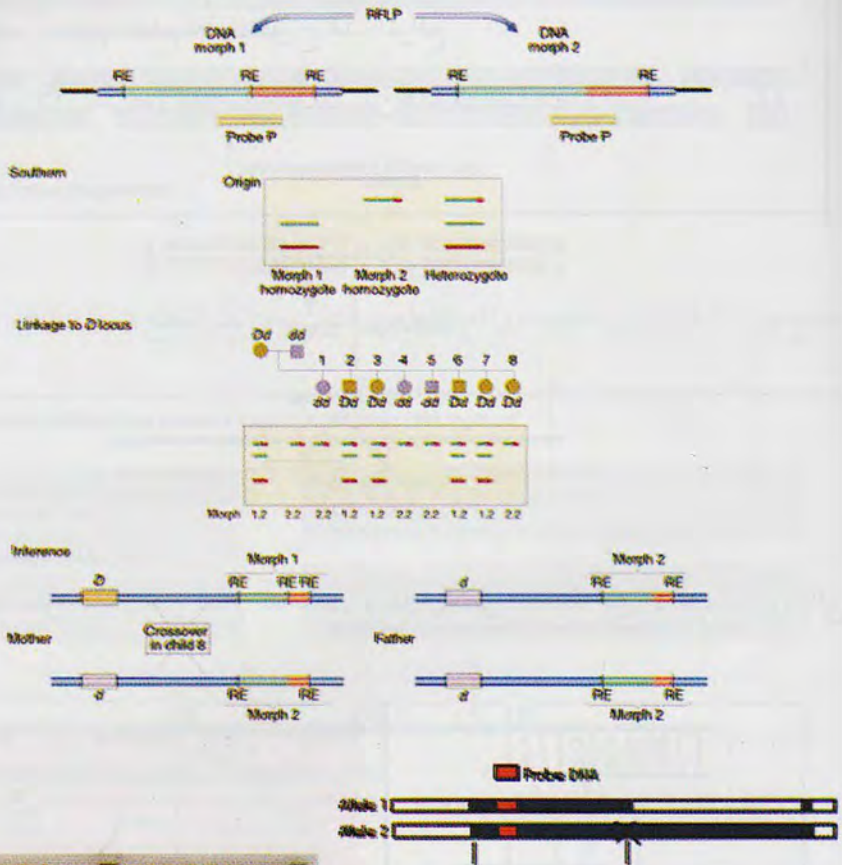 RFLP
DNA morph 1
DNA morph 2
RE RE RE
RE RE
Probe P
Probe P
Southern
Origin
Morph 1 homozygote
Morph 2 homozygote
Heterozygote
Linkage to D locus
Dd dd
1 2 3 4 5 6 7 8
dd Dd Dd dd dd Dd Dd Dd
Morph 1.2 2.2 2.2 1.2 1.2 2.2 2.2 1.2 1.2 2.2
Inference
Morph 1
Morph 2
D
RE RE RE
d
RE RE
Mother
Crossover in child 8
Father
d
RE RE
d
RE RE
Morph 2
Morph 2
Probe DNA
Allele 1
Allele 2